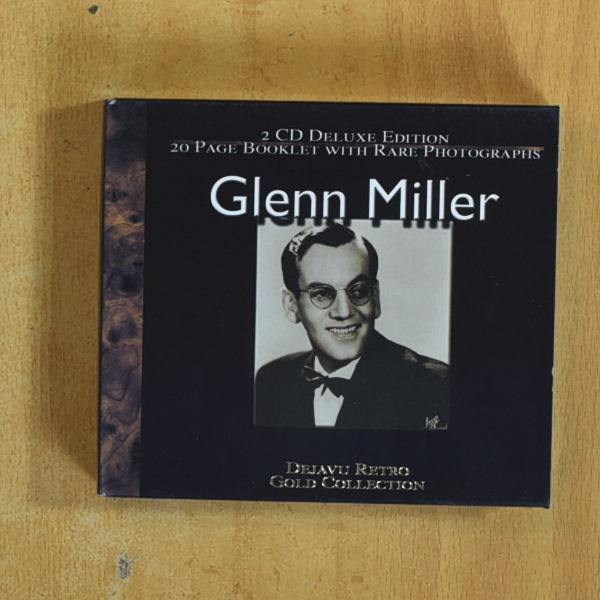 2 CD DELUXE EDITION
20 PAGE BOOKLET WITH RARE PHOTOGRAPHS
Glenn Miller
DEJAVU RETRO
GOLD COLLECTION